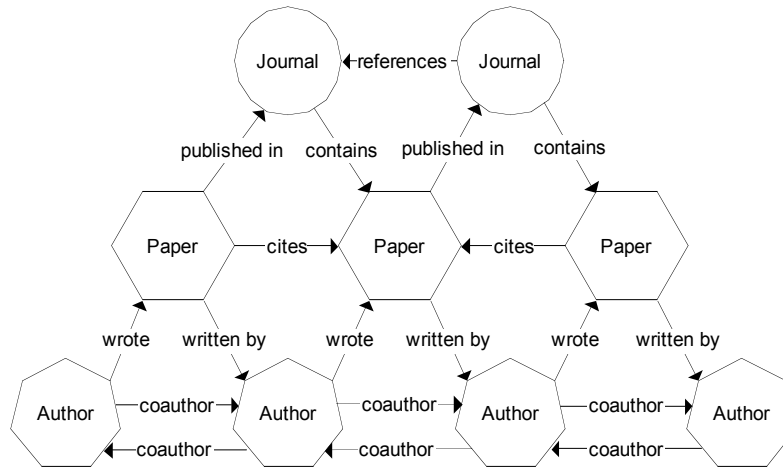 Journal references Journal
published in contains published in contains
Paper cites Paper cites Paper
wrote written by wrote written by wrote written by
Author coauthor Author coauthor Author coauthor Author
coauthor coauthor coauthor